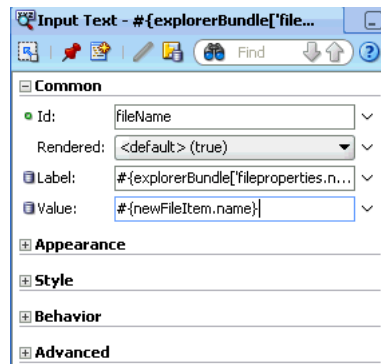 Input Text - #{explorerBundle['file...
Find
Common
Id: fileName
Rendered: <default> (true)
Label: #{explorerBundle['fileproperties.n...
Value: #{newFileItem.name}
Appearance
Style
Behavior
Advanced